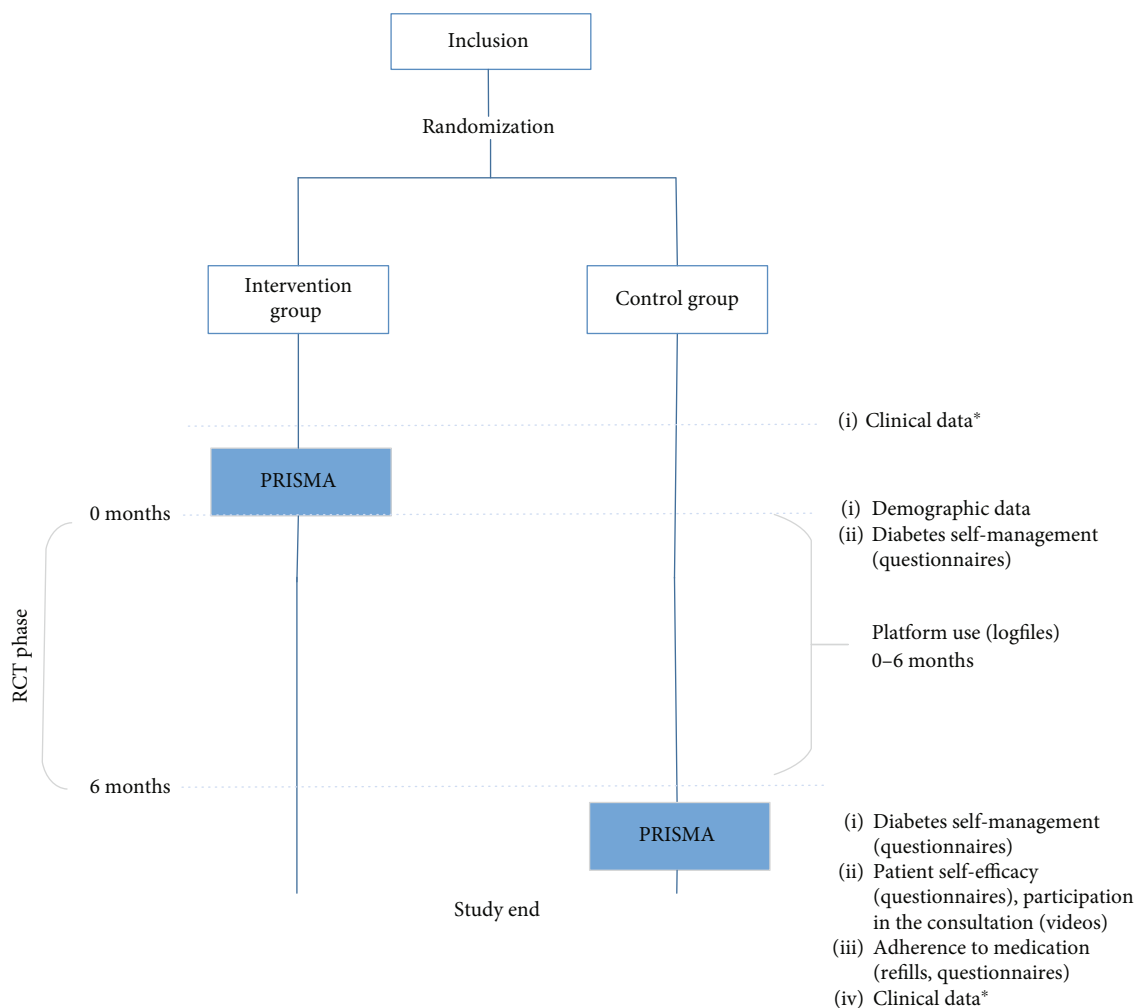 Inclusion
Randomization
Intervention
group
Control group
(i) Clinical data*
PRISMA
0 months
(i) Demographic data
(ii) Diabetes self-management
(questionnaires)
RCT phase
Platform use (logfiles)
0–6 months
6 months
PRISMA
(i) Diabetes self-management
(questionnaires)
(ii) Patient self-efficacy
(questionnaires), participation
in the consultation (videos)
(iii) Adherence to medication
(refills, questionnaires)
(iv) Clinical data*
Study end